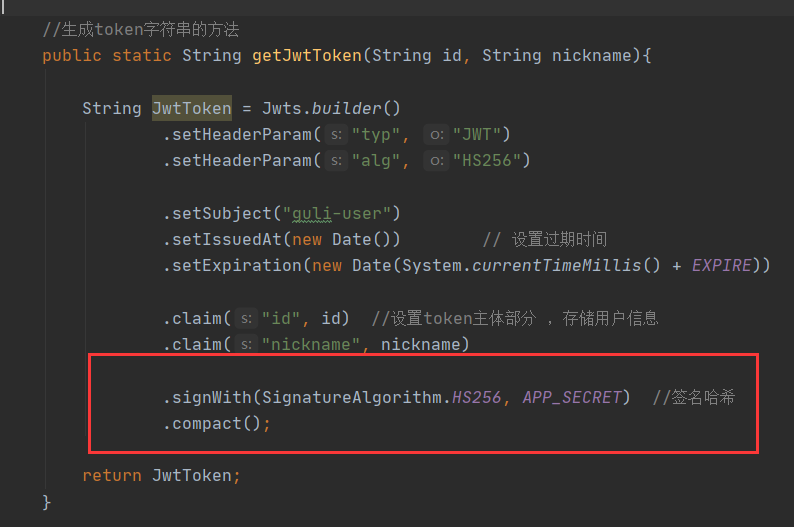 //生成token字符串的方法
public static String getJwtToken(String id, String nickname){
String JwtToken = Jwts.builder()
.setHeaderParam( s: "typ", o: "JWT")
.setHeaderParam( s: "alg", o: "HS256")
.setSubject("guli-user")
.setIssuedAt(new Date()) // 设置过期时间
.setExpiration(new Date(System.currentTimeMillis() + EXPIRE))
.claim( s: "id", id) //设置token主体部分 ，存储用户信息
.claim( s: "nickname", nickname)
.signWith(SignatureAlgorithm.HS256, APP_SECRET) //签名哈希
.compact();
return JwtToken;
}